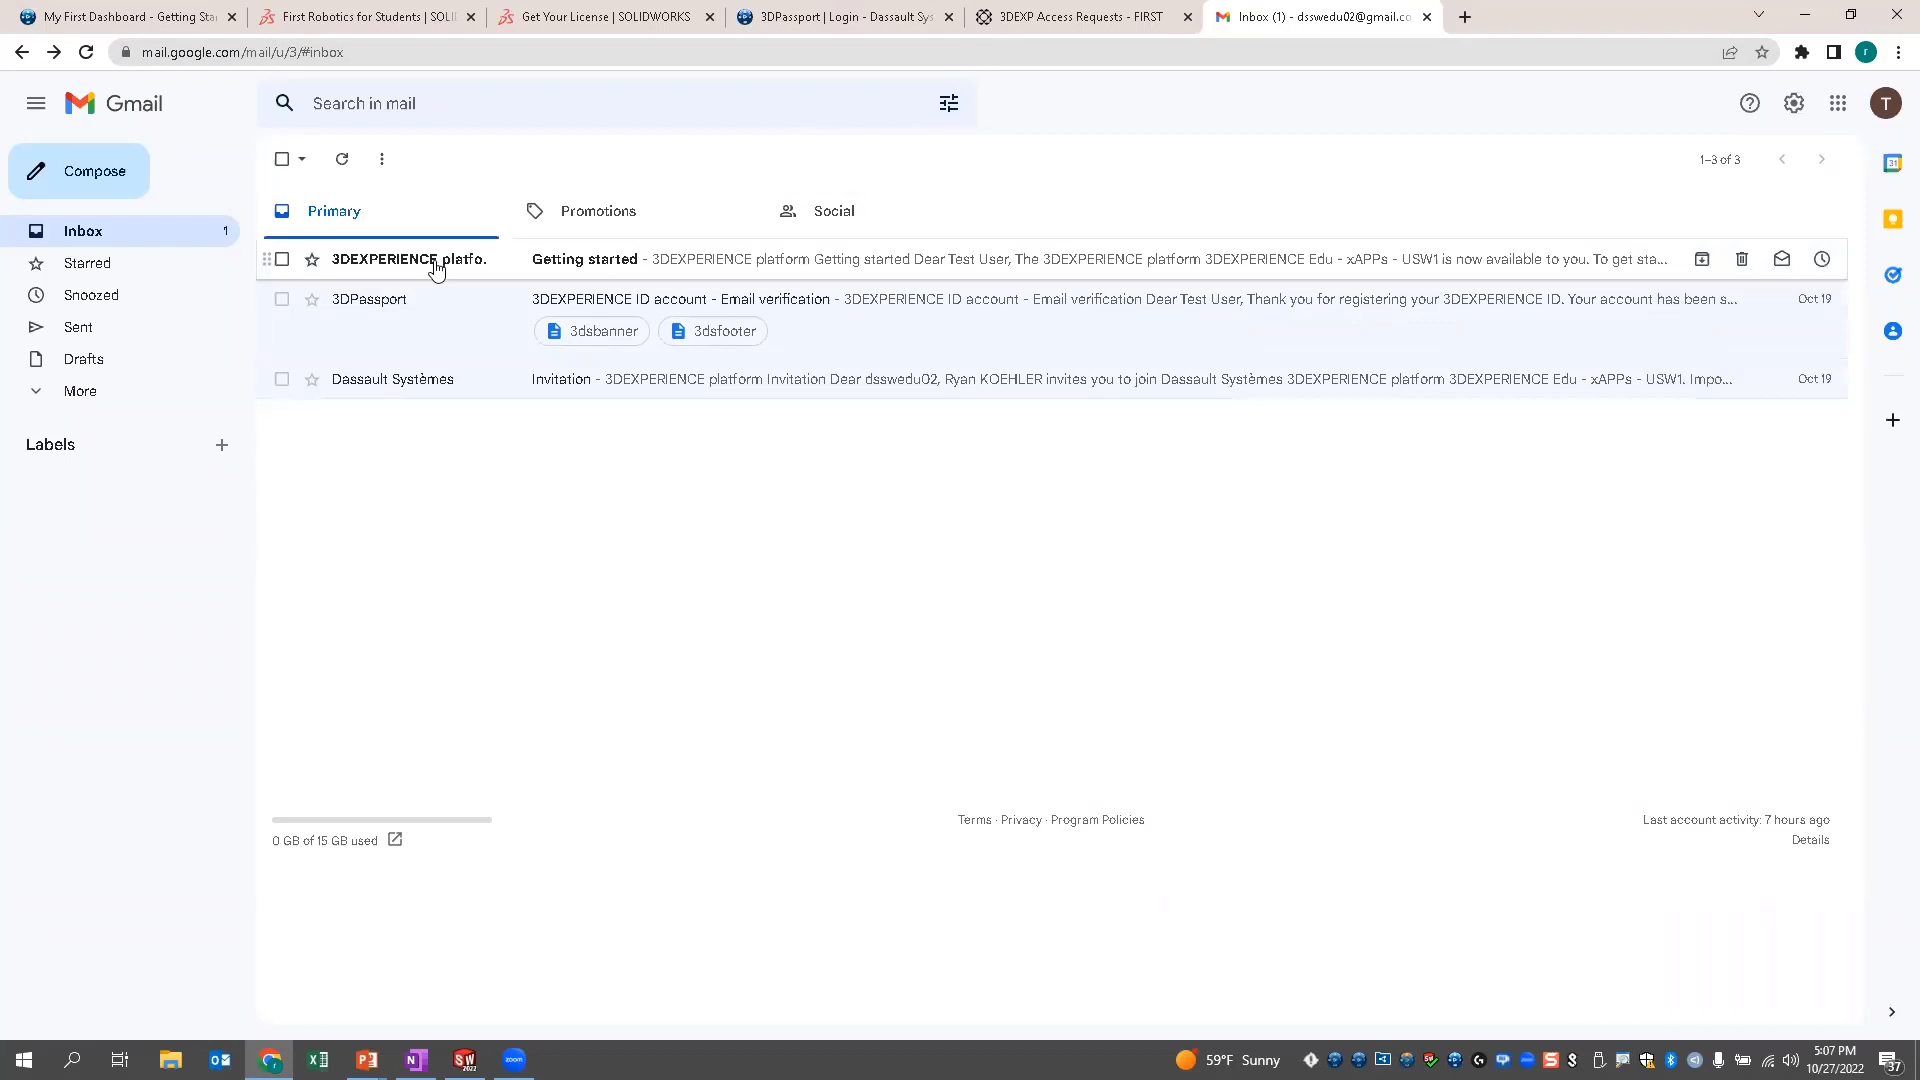 My First Dashboard - Getting Sta
First Robotics for Students | SOLI
Get Your License | SOLIDWORKS
3DPassport | Login - Dassault Sys
3DEXP Access Requests - FIRST
Inbox (1) - dsswedu02@gmail.co
mail.google.com/mail/u/3/#inbox
r
Gmail
Search in mail
T
Compose
1–3 of 3
31
Primary
Promotions
Social
Inbox 1
Starred
Snoozed
Sent
Drafts
More
Labels
3DEXPERIENCE platfo. Getting started - 3DEXPERIENCE platform Getting started Dear Test User, The 3DEXPERIENCE platform 3DEXPERIENCE Edu - xAPPs - USW1 is now available to you. To get sta...
3DPassport 3DEXPERIENCE ID account - Email verification - 3DEXPERIENCE ID account - Email verification Dear Test User, Thank you for registering your 3DEXPERIENCE ID. Your account has been s... Oct 19
3dsbanner 3dsfooter
Dassault Systèmes Invitation - 3DEXPERIENCE platform Invitation Dear dsswedu02, Ryan KOEHLER invites you to join Dassault Systèmes 3DEXPERIENCE platform 3DEXPERIENCE Edu - xAPPs - USW1. Impo... Oct 19
0 GB of 15 GB used
Terms · Privacy · Program Policies
Last account activity: 7 hours ago
Details
zoom
59°F Sunny
5:07 PM
10/27/2022
37